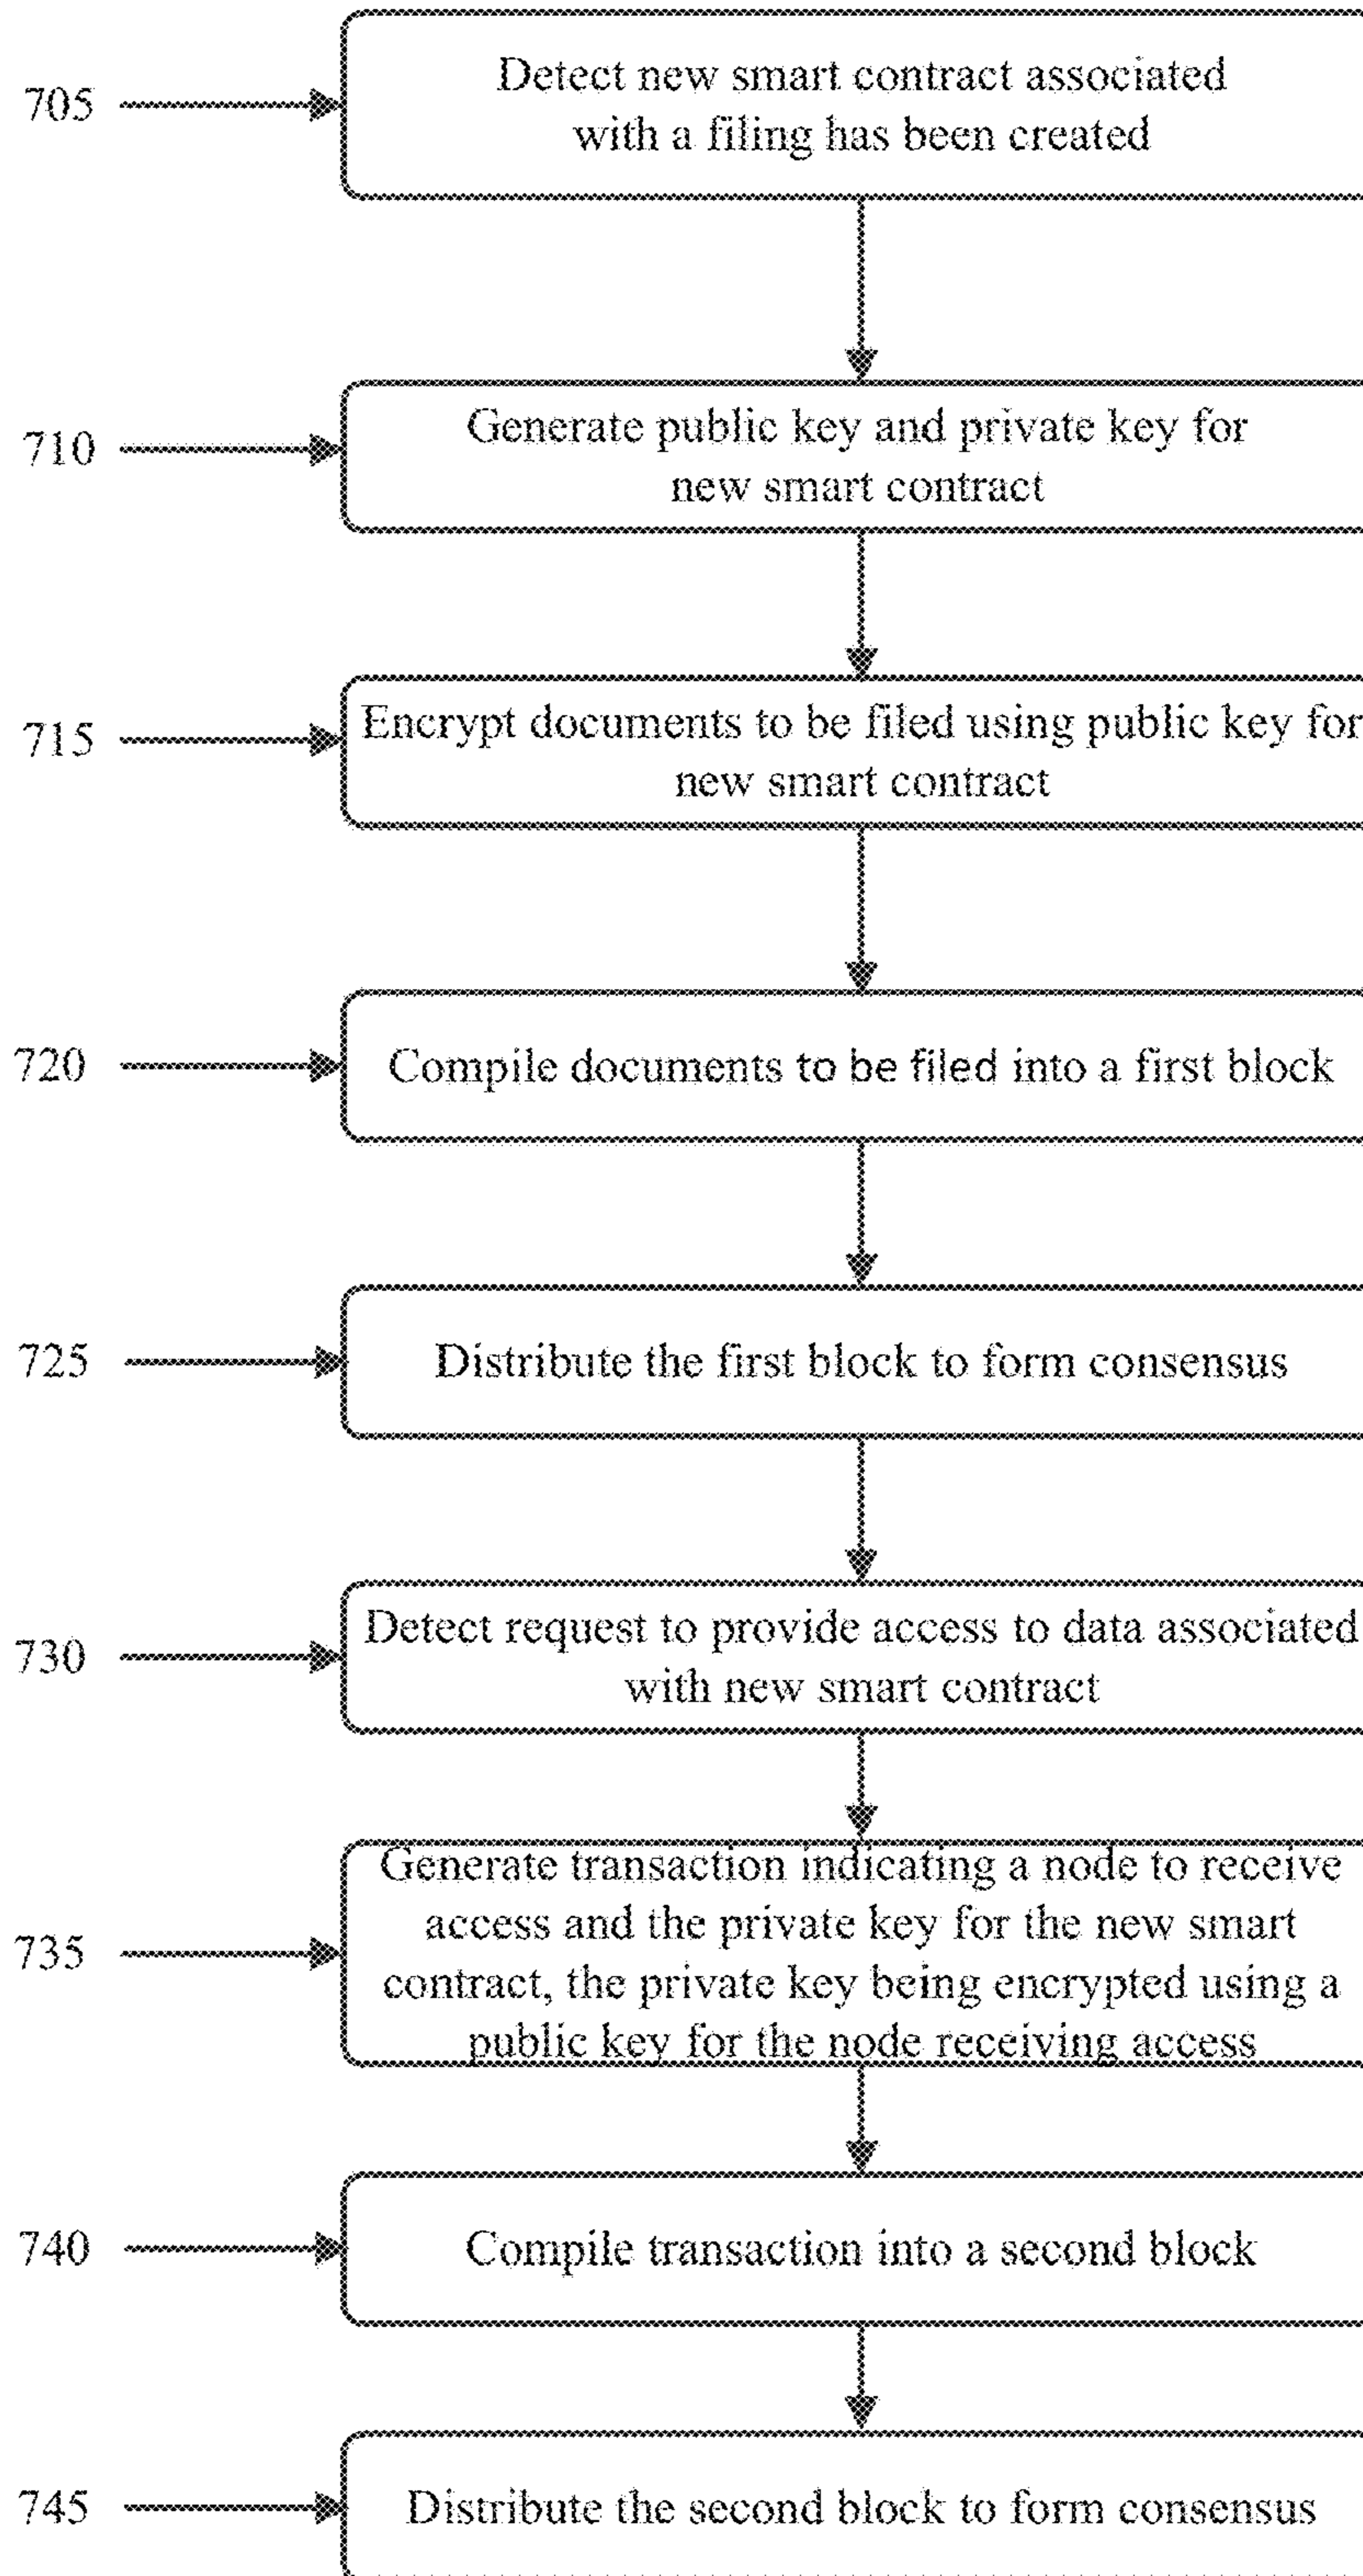 705
Detect new smart contract associated
with a filing has been created
710
Generate public key and private key for
new smart contract
715
Encrypt documents to be filed using public key for
new smart contract
720
Compile documents to be filed into a first block
725
Distribute the first block to form consensus
730
Detect request to provide access to data associated
with new smart contract
735
Generate transaction indicating a node to receive
access and the private key for the new smart
contract, the private key being encrypted using a
public key for the node receiving access
740
Compile transaction into a second block
745
Distribute the second block to form consensus